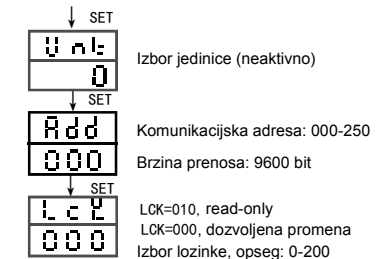 SET
Unit
0
Izbor jedinice (neaktivno)
SET
Add
000
Komunikacijska adresa: 000-250
Brzina prenosa: 9600 bit
SET
LcK
000
LCK=010, read-only
LCK=000, dozvoljena promena
Izbor lozinke, opseg: 0-200